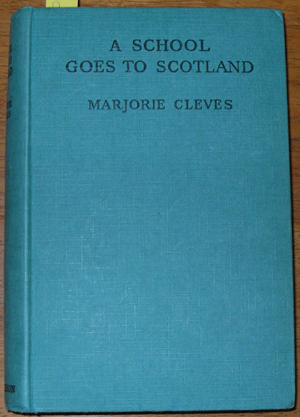 A SCHOOL
GOES TO SCOTLAND
MARJORIE CLEVES